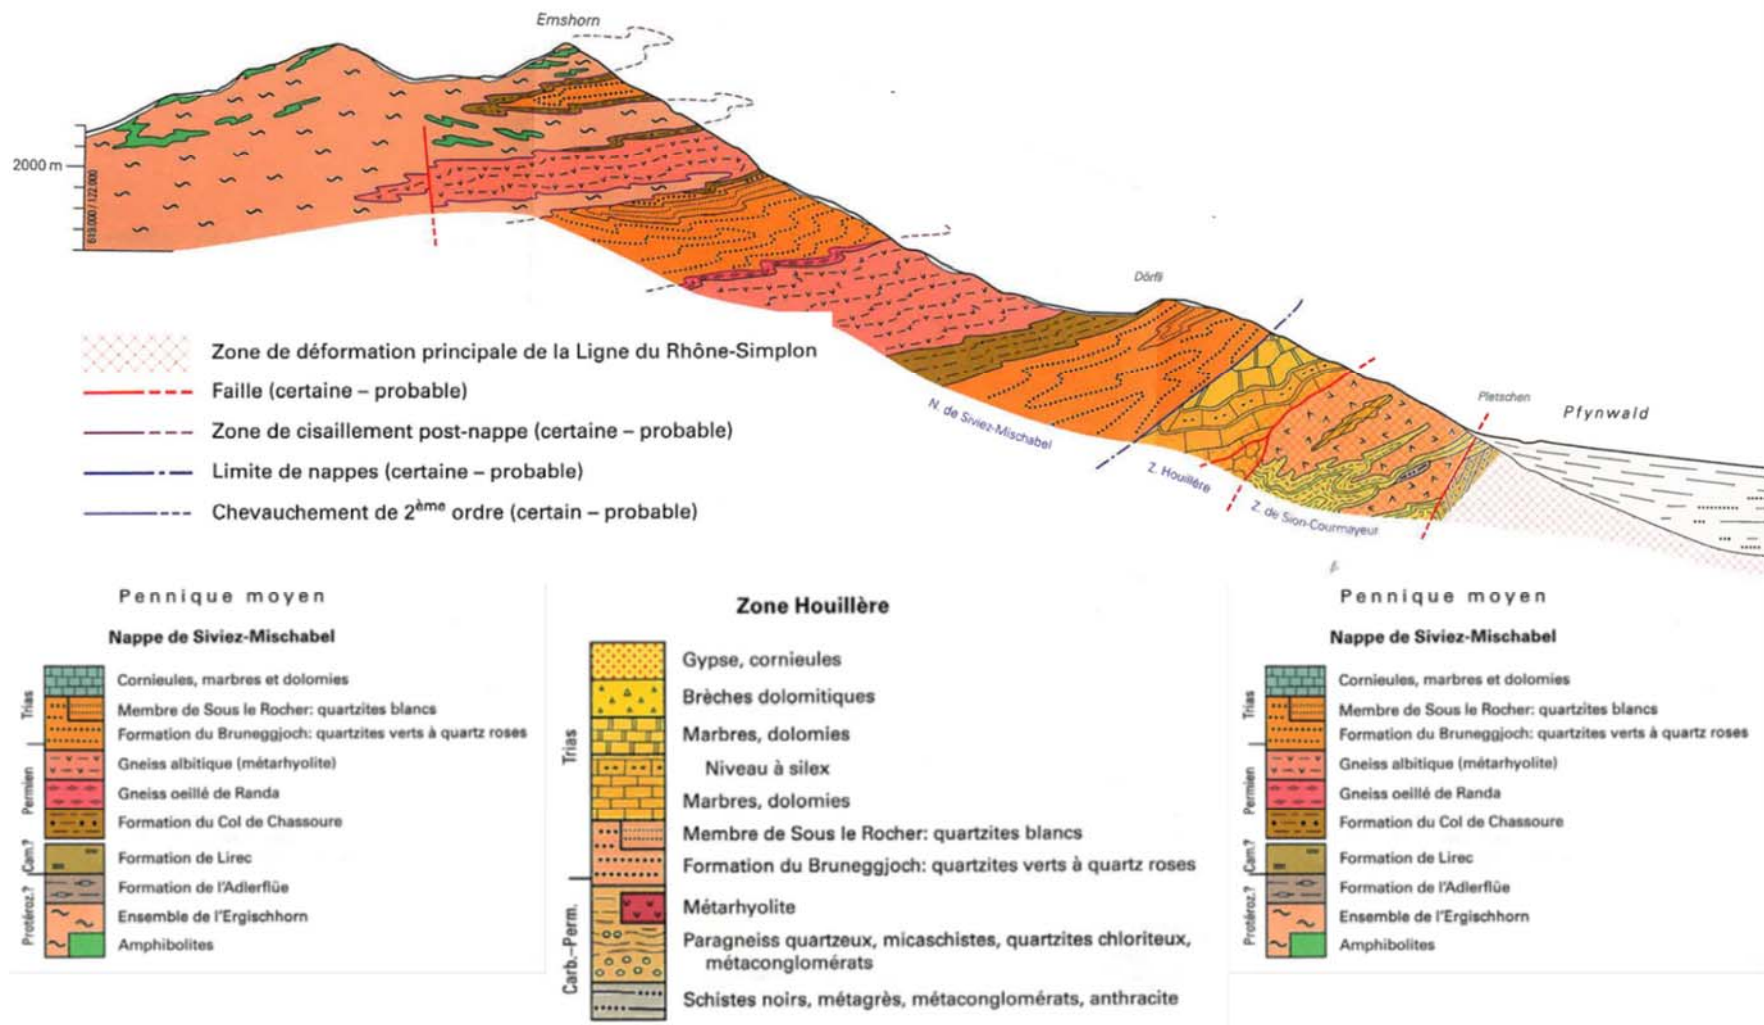 Ernshorn
2000 m
619.000 / 122.000
Dörfli
Pletschen
Pfynwald
N. de Siviez-Mischabel
Z. Houillère
Z. de Sion-Courmayeur
Zone de déformation principale de la Ligne du Rhône-Simplon
Faille (certaine – probable)
Zone de cisaillement post-nappe (certaine – probable)
Limite de nappes (certaine – probable)
Chevauchement de 2ème ordre (certain – probable)
Pennique moyen
Nappe de Siviez-Mischabel
Trias
Permien
Cam.?
Protéroz.?
Cornieules, marbres et dolomies
Membre de Sous le Rocher: quartzites blancs
Formation du Bruneggjoch: quartzites verts à quartz roses
Gneiss albitique (métarhyolite)
Gneiss oeillé de Randa
Formation du Col de Chassoure
Formation de Lirec
Formation de l'Adlerflüe
Ensemble de l'Ergischhorn
Amphibolites
Zone Houillère
Trias
Carb.–Perm.
Gypse, cornieules
Brèches dolomitiques
Marbres, dolomies
Niveau à silex
Marbres, dolomies
Membre de Sous le Rocher: quartzites blancs
Formation du Bruneggjoch: quartzites verts à quartz roses
Métarhyolite
Paragneiss quartzeux, micaschistes, quartzites chloriteux,
métaconglomérats
Schistes noirs, métagrès, métaconglomérats, anthracite
Pennique moyen
Nappe de Siviez-Mischabel
Trias
Permien
Cam.?
Protéroz.?
Cornieules, marbres et dolomies
Membre de Sous le Rocher: quartzites blancs
Formation du Bruneggjoch: quartzites verts à quartz roses
Gneiss albitique (métarhyolite)
Gneiss oeillé de Randa
Formation du Col de Chassoure
Formation de Lirec
Formation de l'Adlerflüe
Ensemble de l'Ergischhorn
Amphibolites